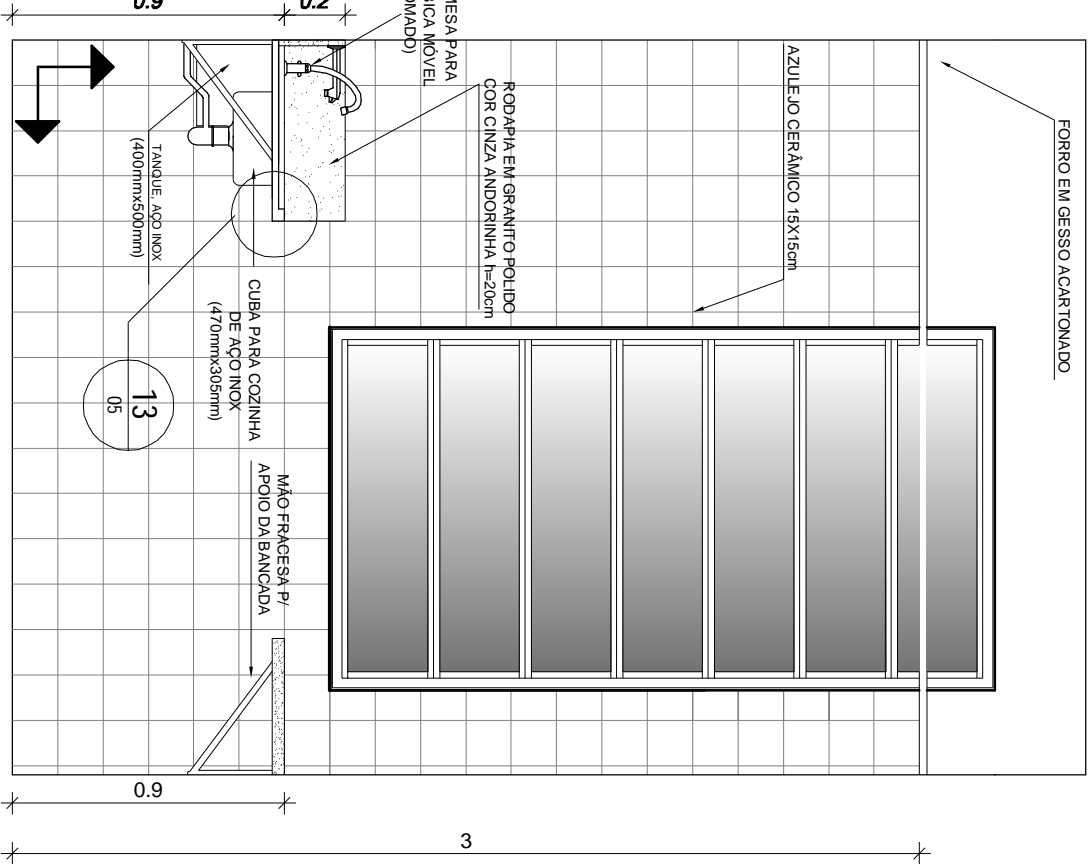 0.9
0.2
MESA PARA
MÓVEL
FORRO EM GESSO ACARTONADO
AZULEJO CERÂMICO 15X15cm
RODAPIA EM GRANITO POLIDO
COR CINZA ANDORINHA h=20cm
TANQUE, AÇO INOX
(400mmx500mm)
CUBA PARA COZINHA
DE AÇO INOX
(470mmx305mm)
13
05
MÃO FRACESA P/
APOIO DA BANCADA
0.9
3